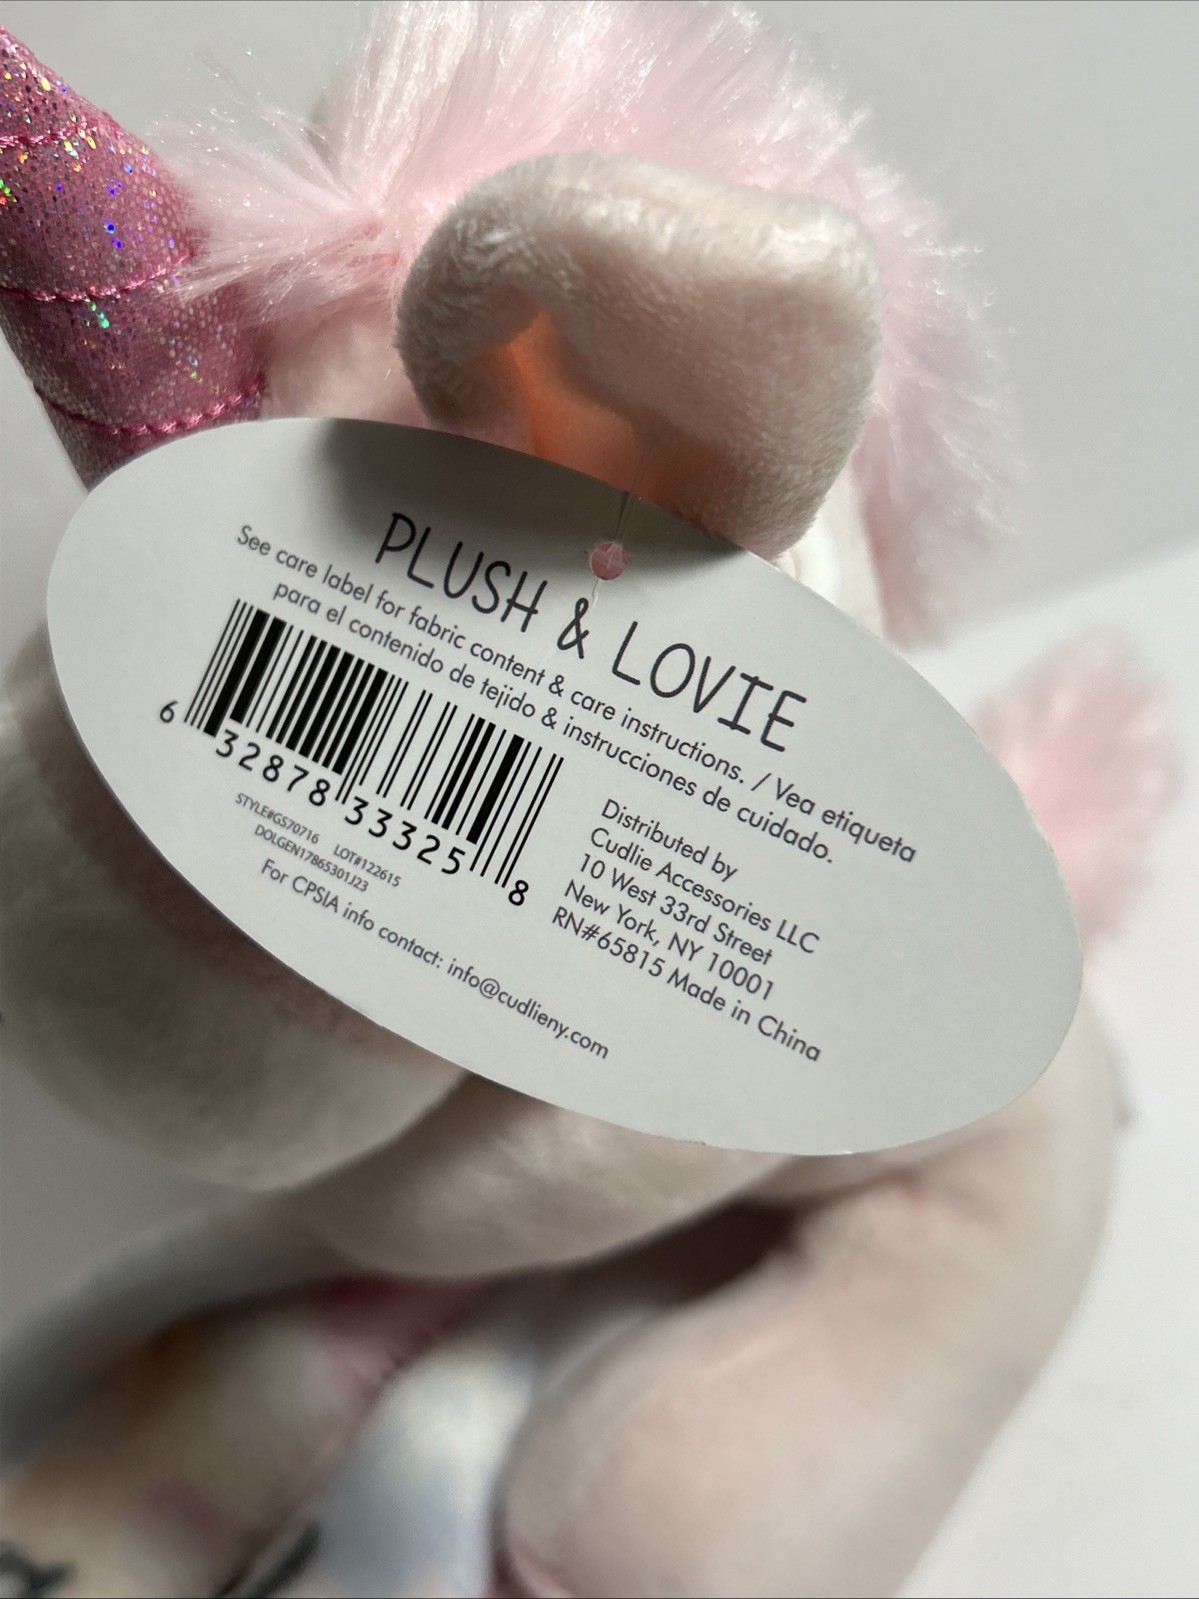 PLUSH & LOVIE
See care label for fabric content & care instructions. / Vea etiqueta
para el contenido de tejido & instrucciones de cuidado.
6 32878 33325 8
STYLE#GS70716 LOT#122615
DOLGEN17865301J23
For CPSIA info contact: info@cudlieny.com
Distributed by
Cudlie Accessories LLC
10 West 33rd Street
New York, NY 10001
RN#65815 Made in China